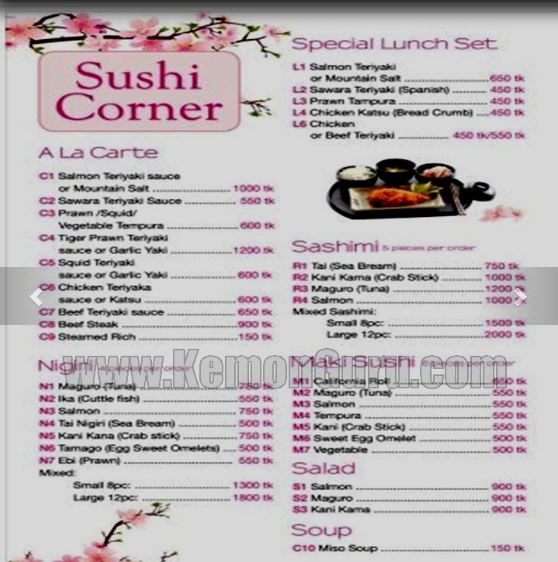 Sushi
Corner
A La Carte
C1 Salmon Teriyaki sauce
or Mountain Salt 1000 tk
C2 Sawara Teriyaki Sauce 550 tk
C3 Prawn /Squid/
Vegetable Tempura 600 tk
C4 Tiger Prawn Teriyaki
sauce or Garlic Yaki 1200 tk
C5 Squid Teriyaki
sauce or Garlic Yaki 600 tk
C6 Chicken Teriyaka
sauce or Katsu 600 tk
C7 Beef Teriyaki sauce 650 tk
C8 Beef Steak 900 tk
C9 Steamed Rich 150 tk
Nigiri
N1 Maguro (Tuna) 750 tk
N2 Ika (Cuttle fish) 550 tk
N3 Salmon 750 tk
N4 Tai Nigiri (Sea Bream) 500 tk
N5 Kani Kana (Crab stick) 750 tk
N6 Tamago (Egg Sweet Omelets) 500 tk
N7 Ebi (Prawn) 550 tk
Mixed:
Small 8pc: 1300 tk
Large 12pc: 1800 tk
Special Lunch Set
L1 Salmon Teriyaki
or Mountain Salt 650 tk
L2 Sawara Teriyaki (Spanish) 450 tk
L3 Prawn Tampura 450 tk
L4 Chicken Katsu (Bread Crumb) 450 tk
L6 Chicken
or Beef Teriyaki 450 tk/550 tk
Sashimi 5 pieces per order
R1 Tai (Sea Bream) 750 tk
R2 Kani Kama (Crab Stick) 1000 tk
R3 Maguro (Tuna) 1200 tk
R4 Salmon 1000
Mixed Sashimi:
Small 8pc: 1500 tk
Large 12pc: 2000 tk
Maki Sushi pieces per order
M1 California Roll 650 tk
M2 Maguro (Tuna) 550 tk
M3 Salmon 550 tk
M4 Tempura 550 tk
M5 Kani (Crab Stick) 550 tk
M6 Sweet Egg Omelet 500 tk
M7 Vegetable 500 tk
Salad
S1 Salmon 900 tk
S2 Maguro 900 tk
S3 Kani Kama 900 tk
Soup
C10 Miso Soup 150 tk